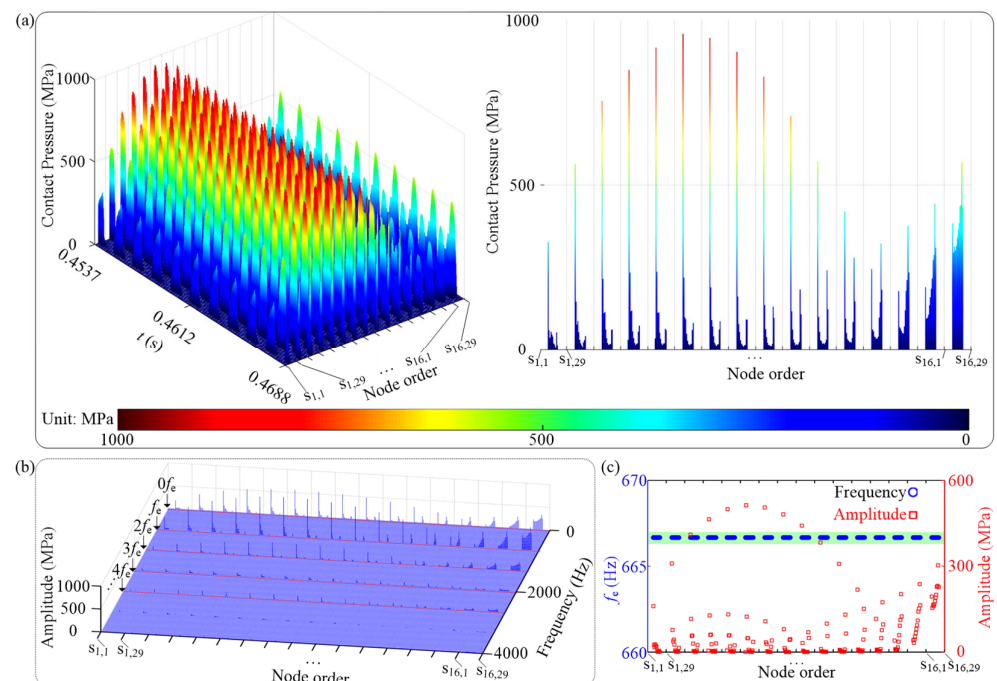 (a)
Contact Pressure (MPa)
1000
500
0
0.4537
0.4612
0.4688
t (s)
s1,1
s1,29
...
s16,1
s16,29
Node order
Contact Pressure (MPa)
1000
500
0
s1,1
s1,29
...
s16,1
s16,29
Node order
Unit: MPa
1000
500
0
(b)
0fe
fe
2fe
3fe
4fe
...
Amplitude (MPa)
1000
500
0
s1,1
s1,29
...
s16,1
s16,29
Node order
0
2000
4000
Frequency (Hz)
(c)
670
665
660
fe (Hz)
Frequency
Amplitude
600
300
0
Amplitude (MPa)
s1,1
s1,29
...
s16,1
s16,29
Node order